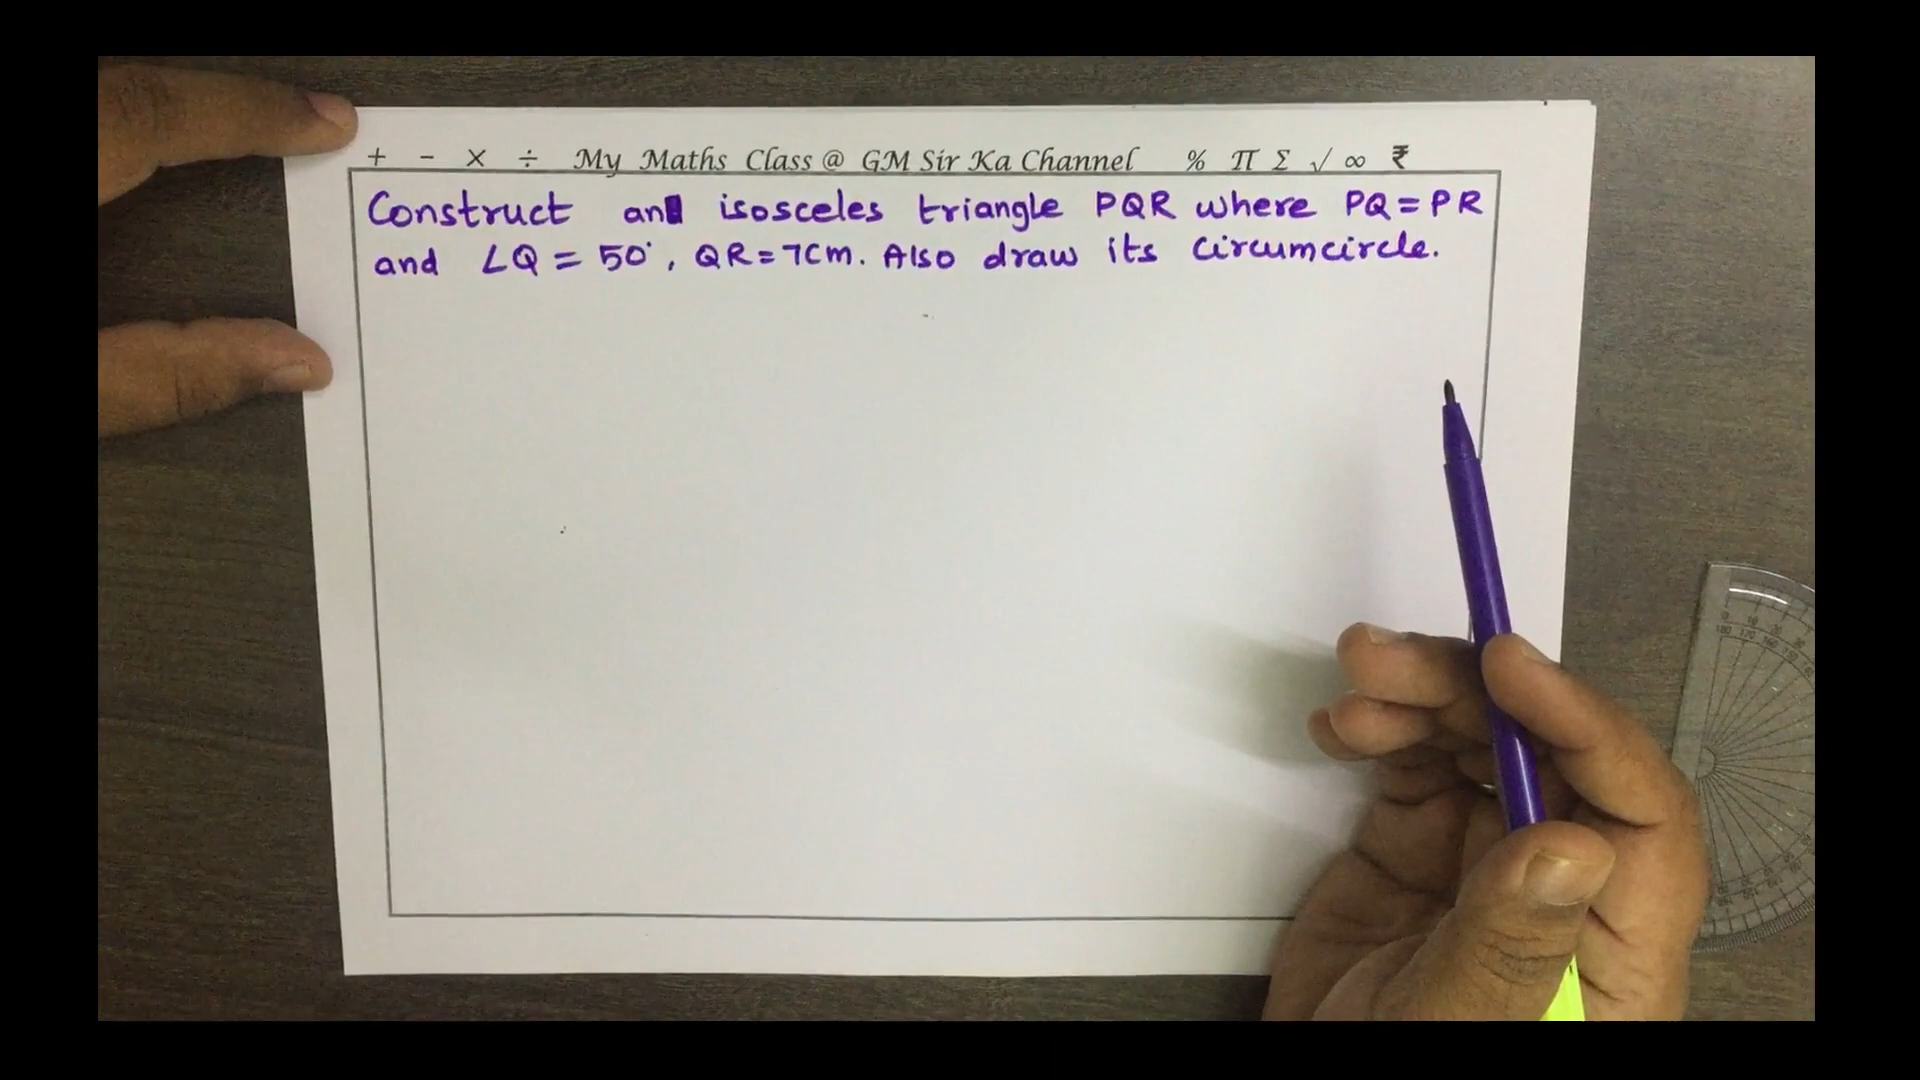 + - × ÷ My Maths Class @ GM Sir Ka Channel % Π Σ √ ∞ ₹
Construct an isosceles triangle PQR where PQ = PR
and ∠Q = 50°, QR = 7cm. Also draw its circumcircle.